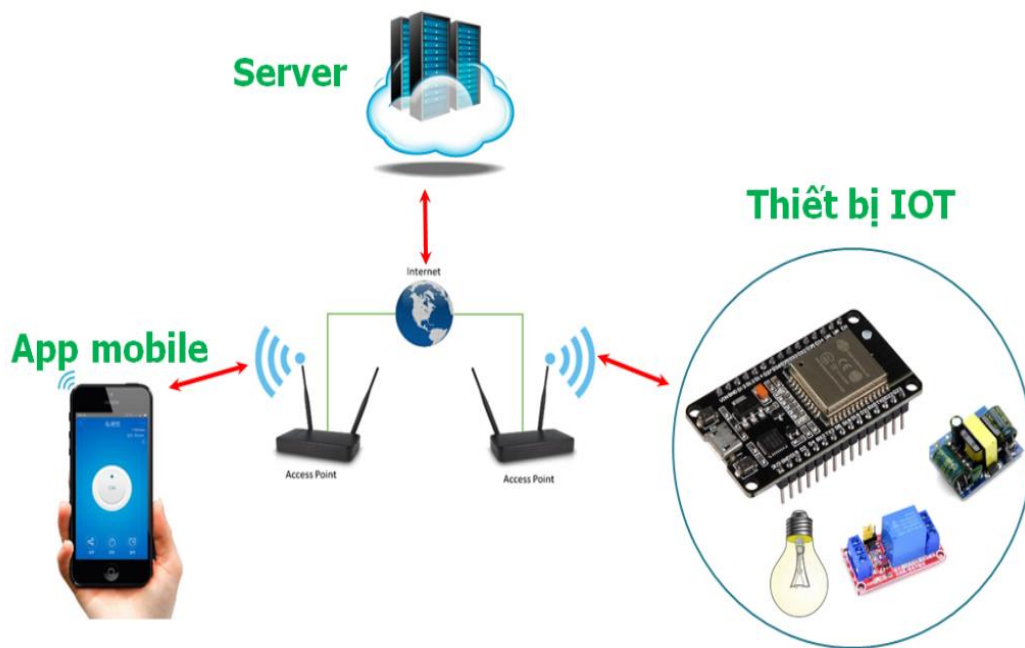 Server
Thiết bị IOT
Internet
App mobile
Access Point
Access Point